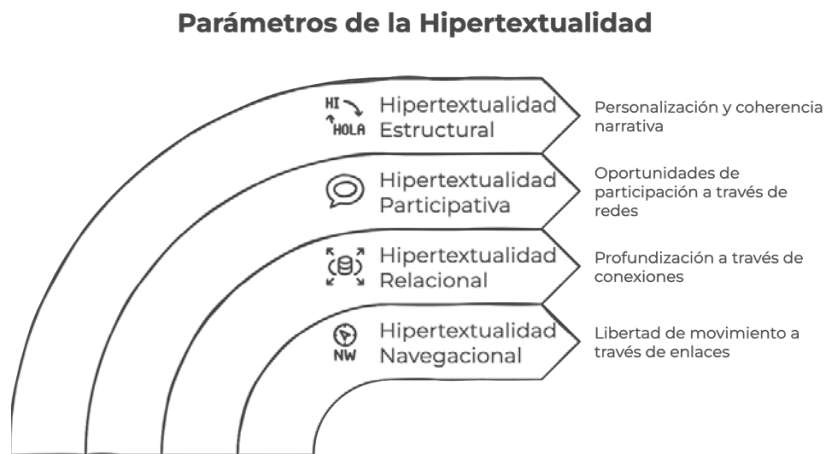 Parámetros de la Hipertextualidad
HI
HOLA
Hipertextualidad
Estructural
Personalización y coherencia
narrativa
Hipertextualidad
Participativa
Oportunidades de
participación a través de
redes
Hipertextualidad
Relacional
Profundización a través de
conexiones
NW
Hipertextualidad
Navegacional
Libertad de movimiento a
través de enlaces